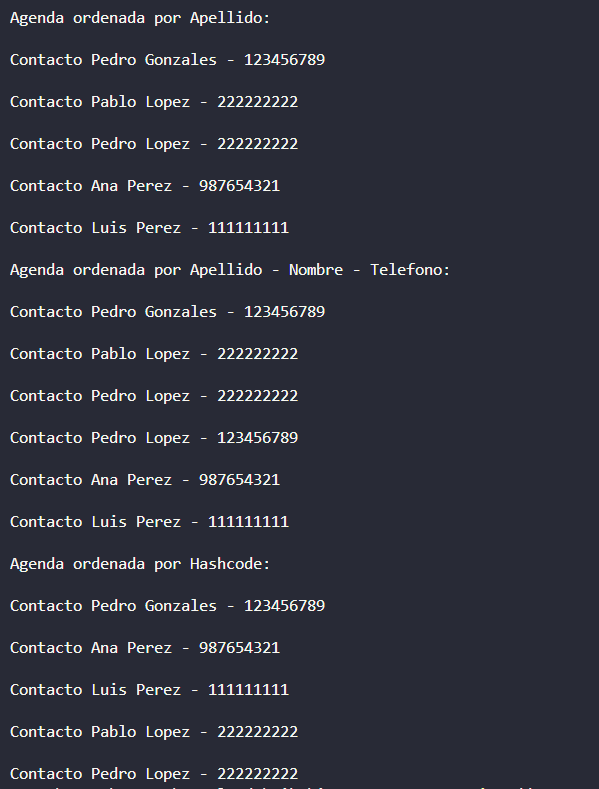 Agenda ordenada por Apellido:
Contacto Pedro Gonzales - 123456789
Contacto Pablo Lopez - 222222222
Contacto Pedro Lopez - 222222222
Contacto Ana Perez - 987654321
Contacto Luis Perez - 111111111
Agenda ordenada por Apellido - Nombre - Telefono:
Contacto Pedro Gonzales - 123456789
Contacto Pablo Lopez - 222222222
Contacto Pedro Lopez - 222222222
Contacto Pedro Lopez - 123456789
Contacto Ana Perez - 987654321
Contacto Luis Perez - 111111111
Agenda ordenada por Hashcode:
Contacto Pedro Gonzales - 123456789
Contacto Ana Perez - 987654321
Contacto Luis Perez - 111111111
Contacto Pablo Lopez - 222222222
Contacto Pedro Lopez - 222222222